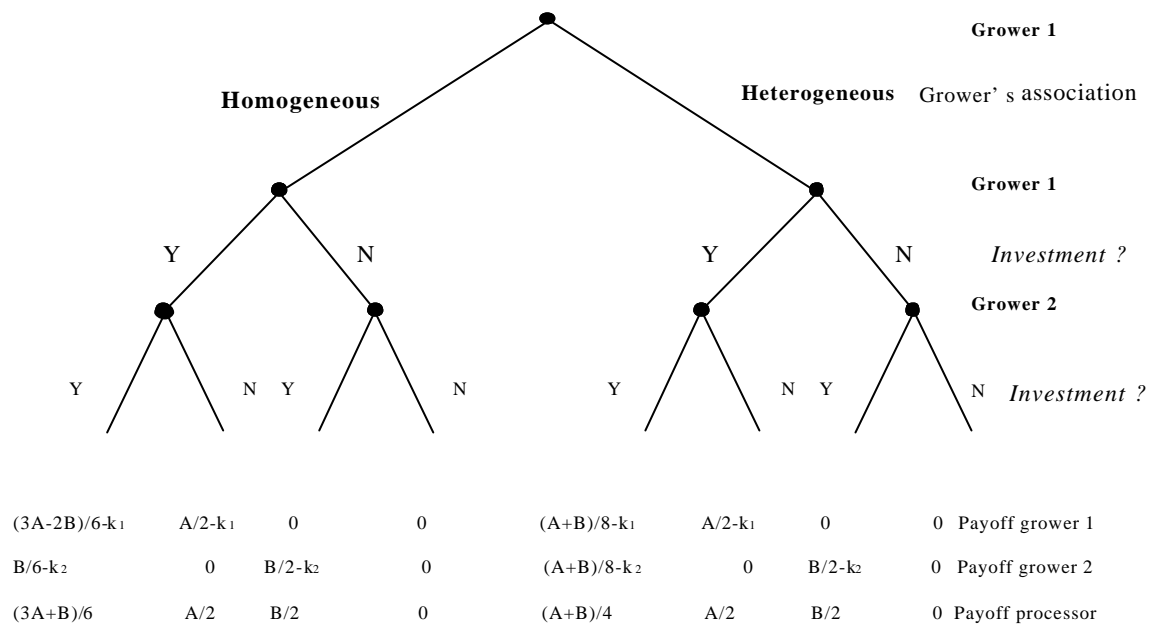 Grower 1
Homogeneous Heterogeneous Grower' s association
Grower 1
Y N Y N Investment ?
Grower 2
Y N Y N Y N Y N Investment ?
(3A-2B)/6-k1 A/2-k1 0 0 (A+B)/8-k1 A/2-k1 0 0 Payoff grower 1
B/6-k2 0 B/2-k2 0 (A+B)/8-k2 0 B/2-k2 0 Payoff grower 2
(3A+B)/6 A/2 B/2 0 (A+B)/4 A/2 B/2 0 Payoff processor